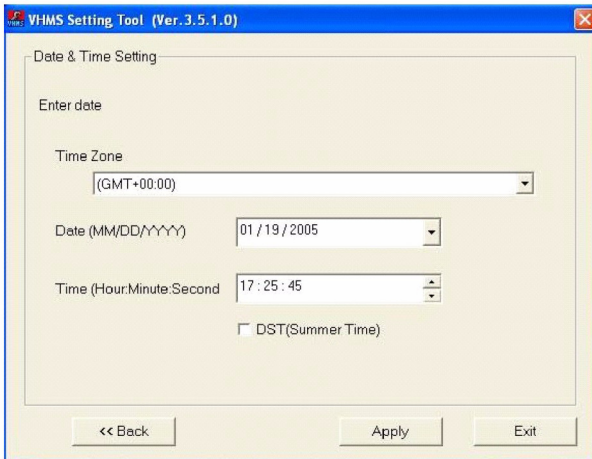 VHMS Setting Tool (Ver.3.5.1.0)
Date & Time Setting
Enter date
Time Zone
(GMT+00:00)
Date (MM/DD/YYYY)
01 / 19 / 2005
Time (Hour:Minute:Second
17 : 25 : 45
DST(Summer Time)
<< Back
Apply
Exit